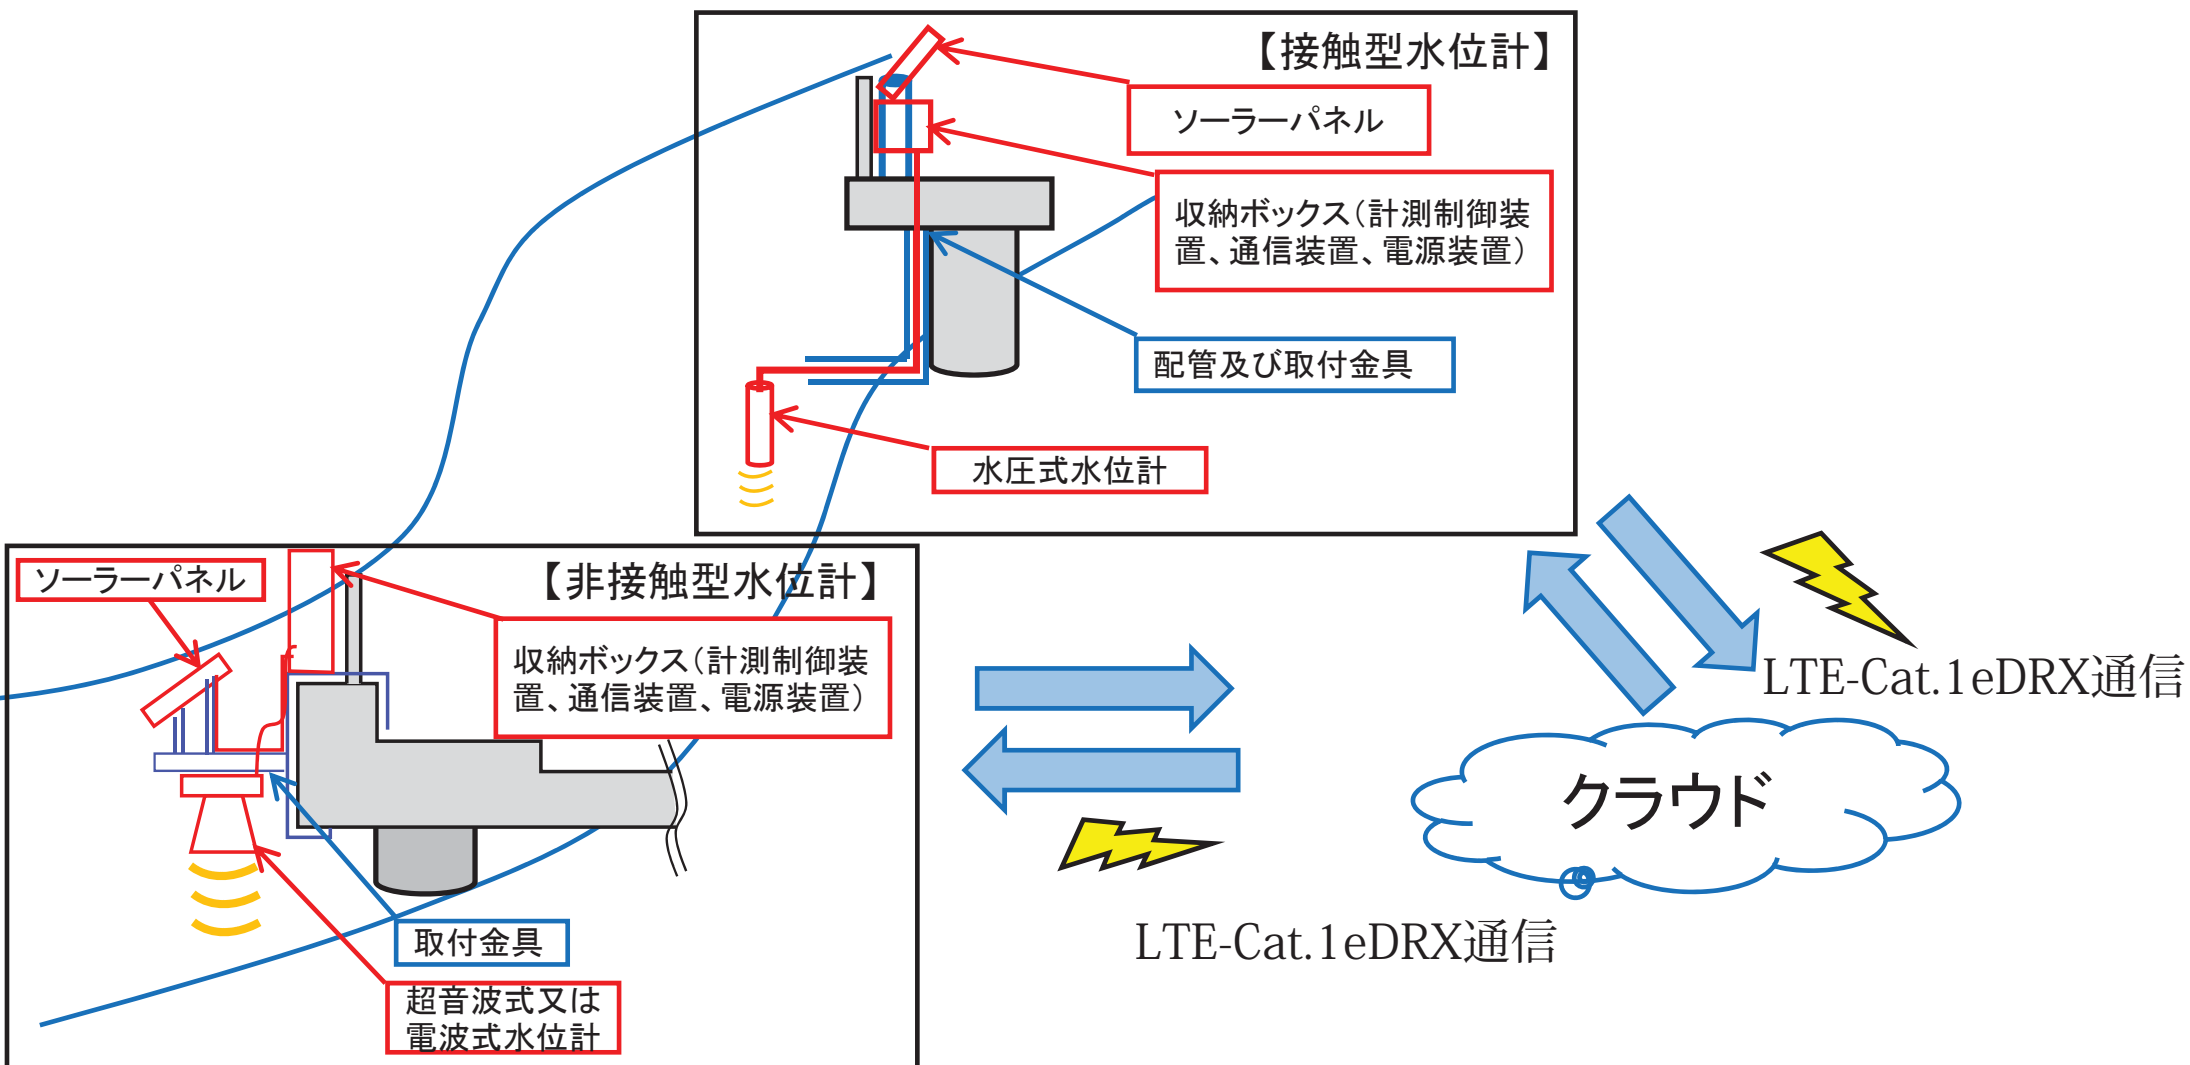 【接触型水位計】
ソーラーパネル
収納ボックス（計測制御装
置、通信装置、電源装置）
配管及び取付金具
水圧式水位計
【非接触型水位計】
ソーラーパネル
収納ボックス（計測制御装
置、通信装置、電源装置）
取付金具
超音波式又は
電波式水位計
LTE-Cat.1eDRX通信
クラウド
LTE-Cat.1eDRX通信